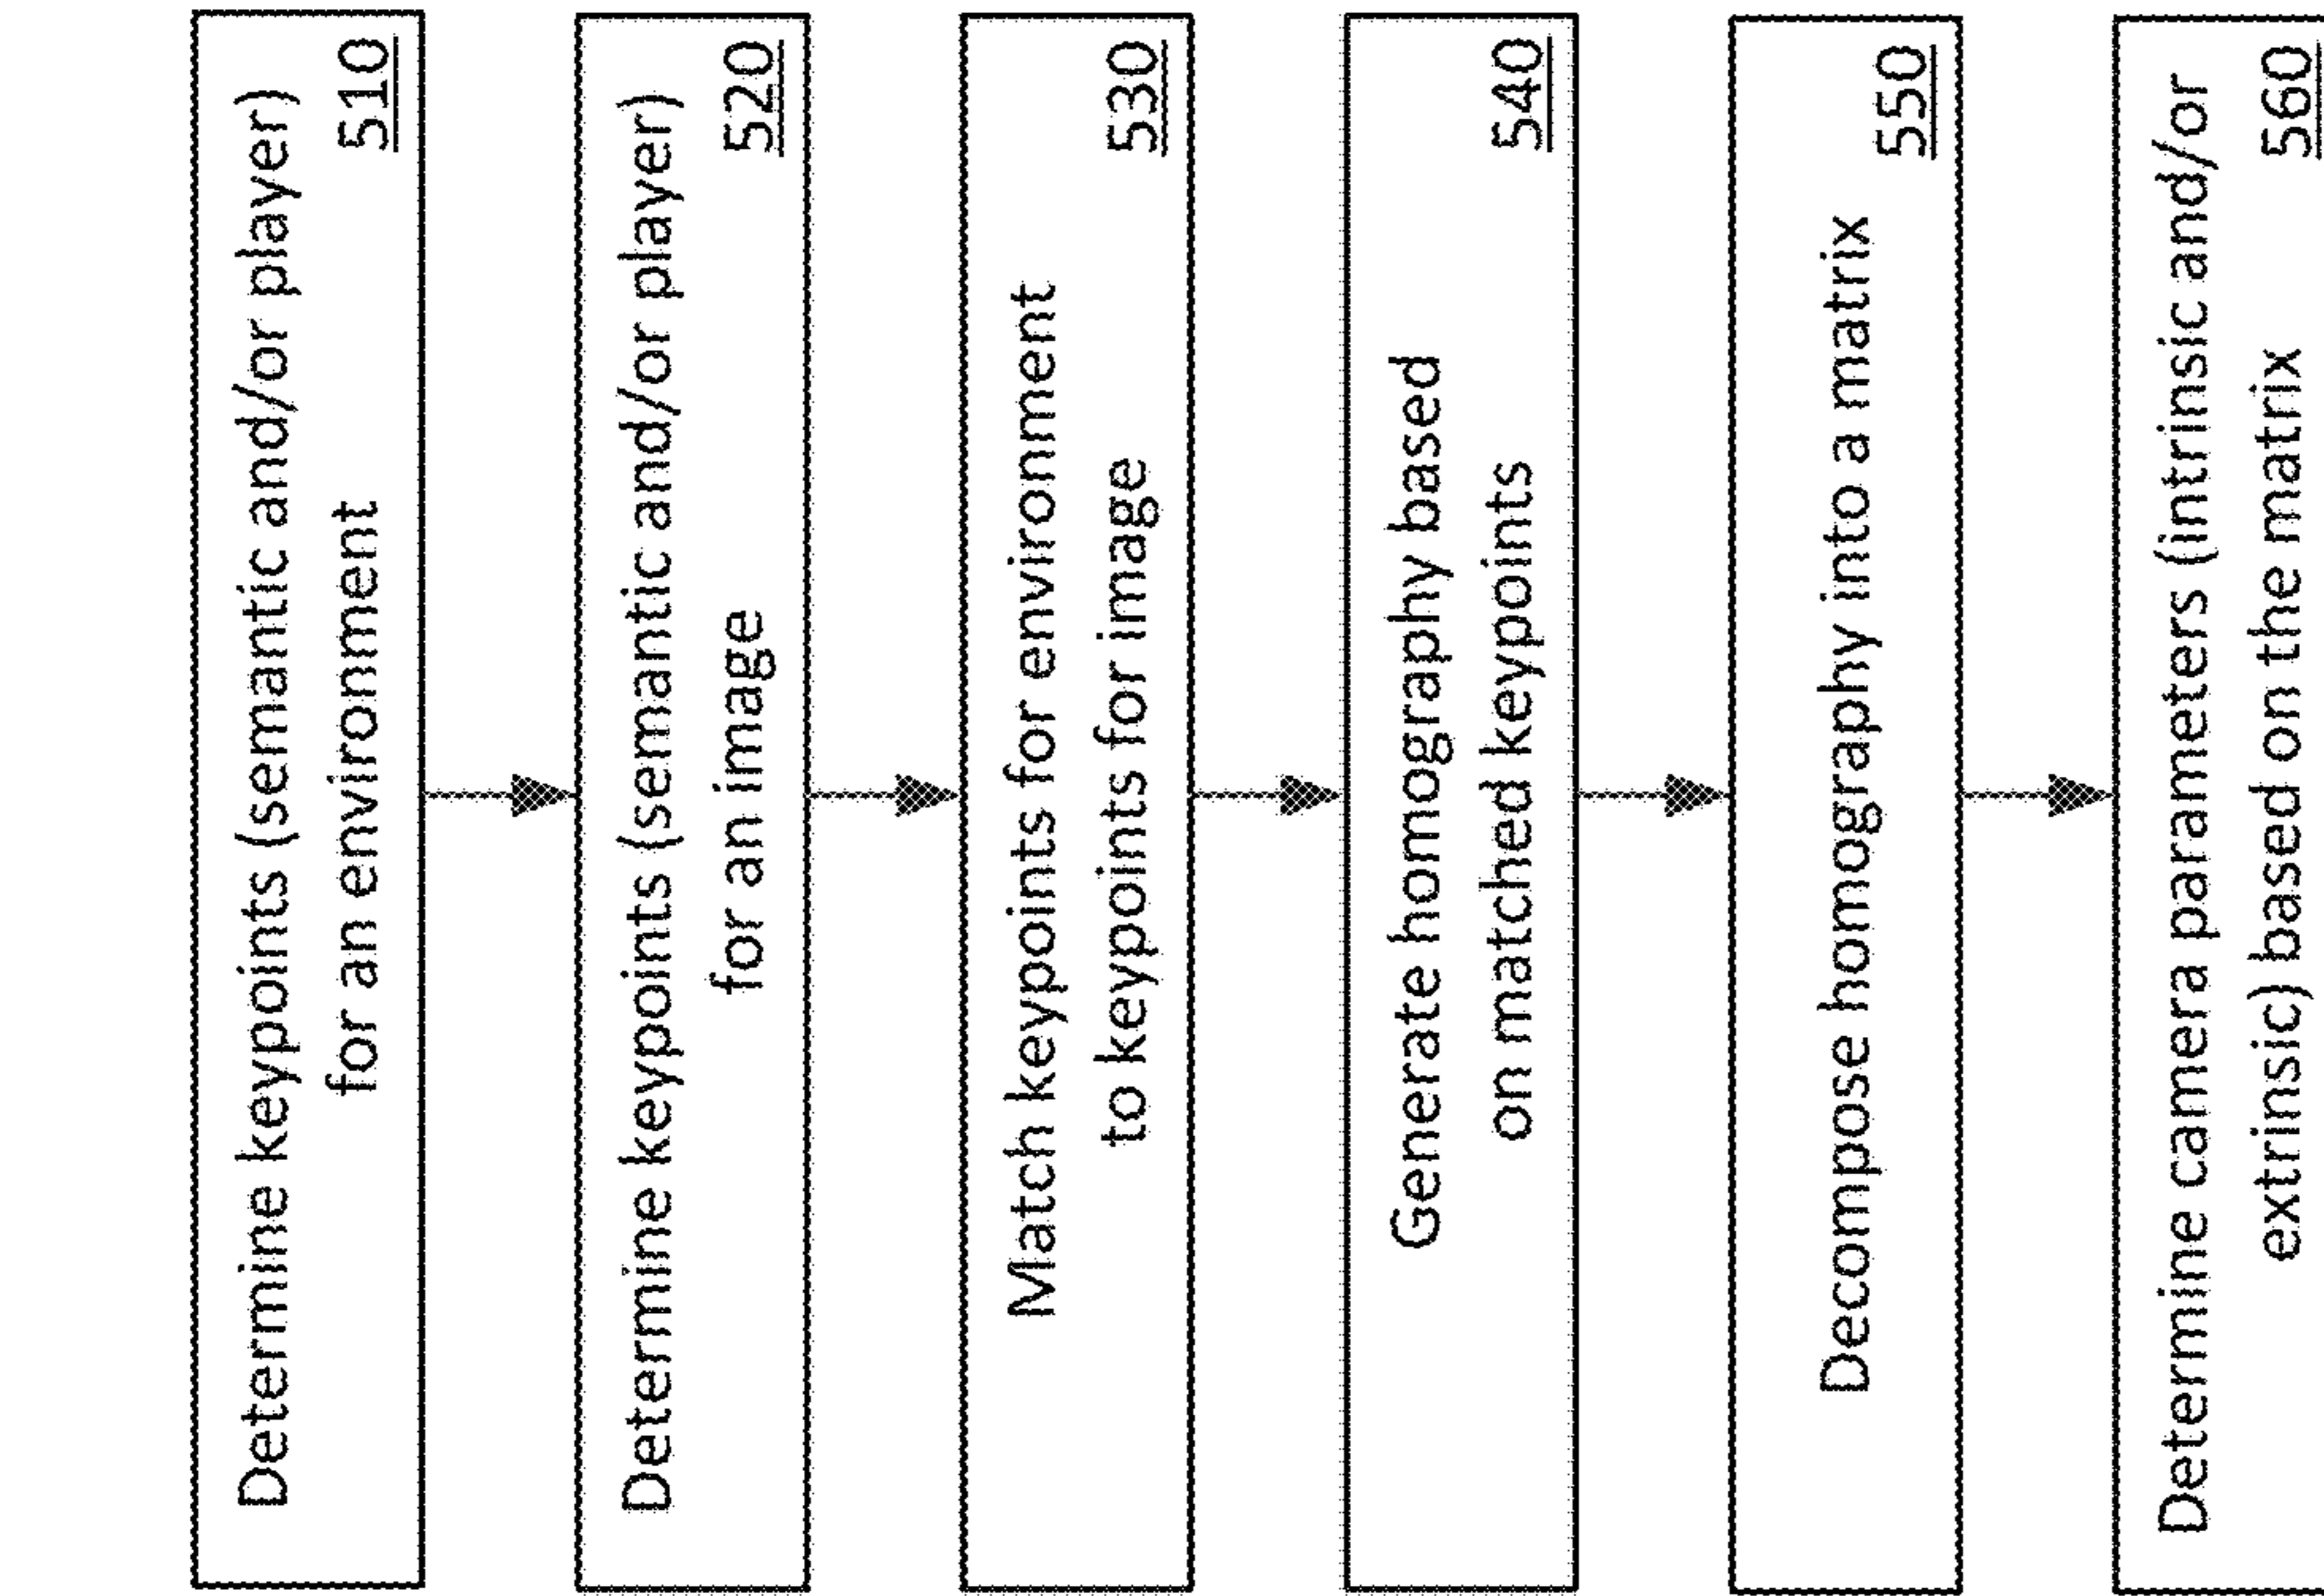 Determine keypoints (semantic and/or player)
for an environment
510
Determine keypoints (semantic and/or player)
for an image
520
Match keypoints for environment
to keypoints for image
530
Generate homography based
on matched keypoints
540
Decompose homography into a matrix
550
Determine camera parameters (intrinsic and/or
extrinsic) based on the matrix
560